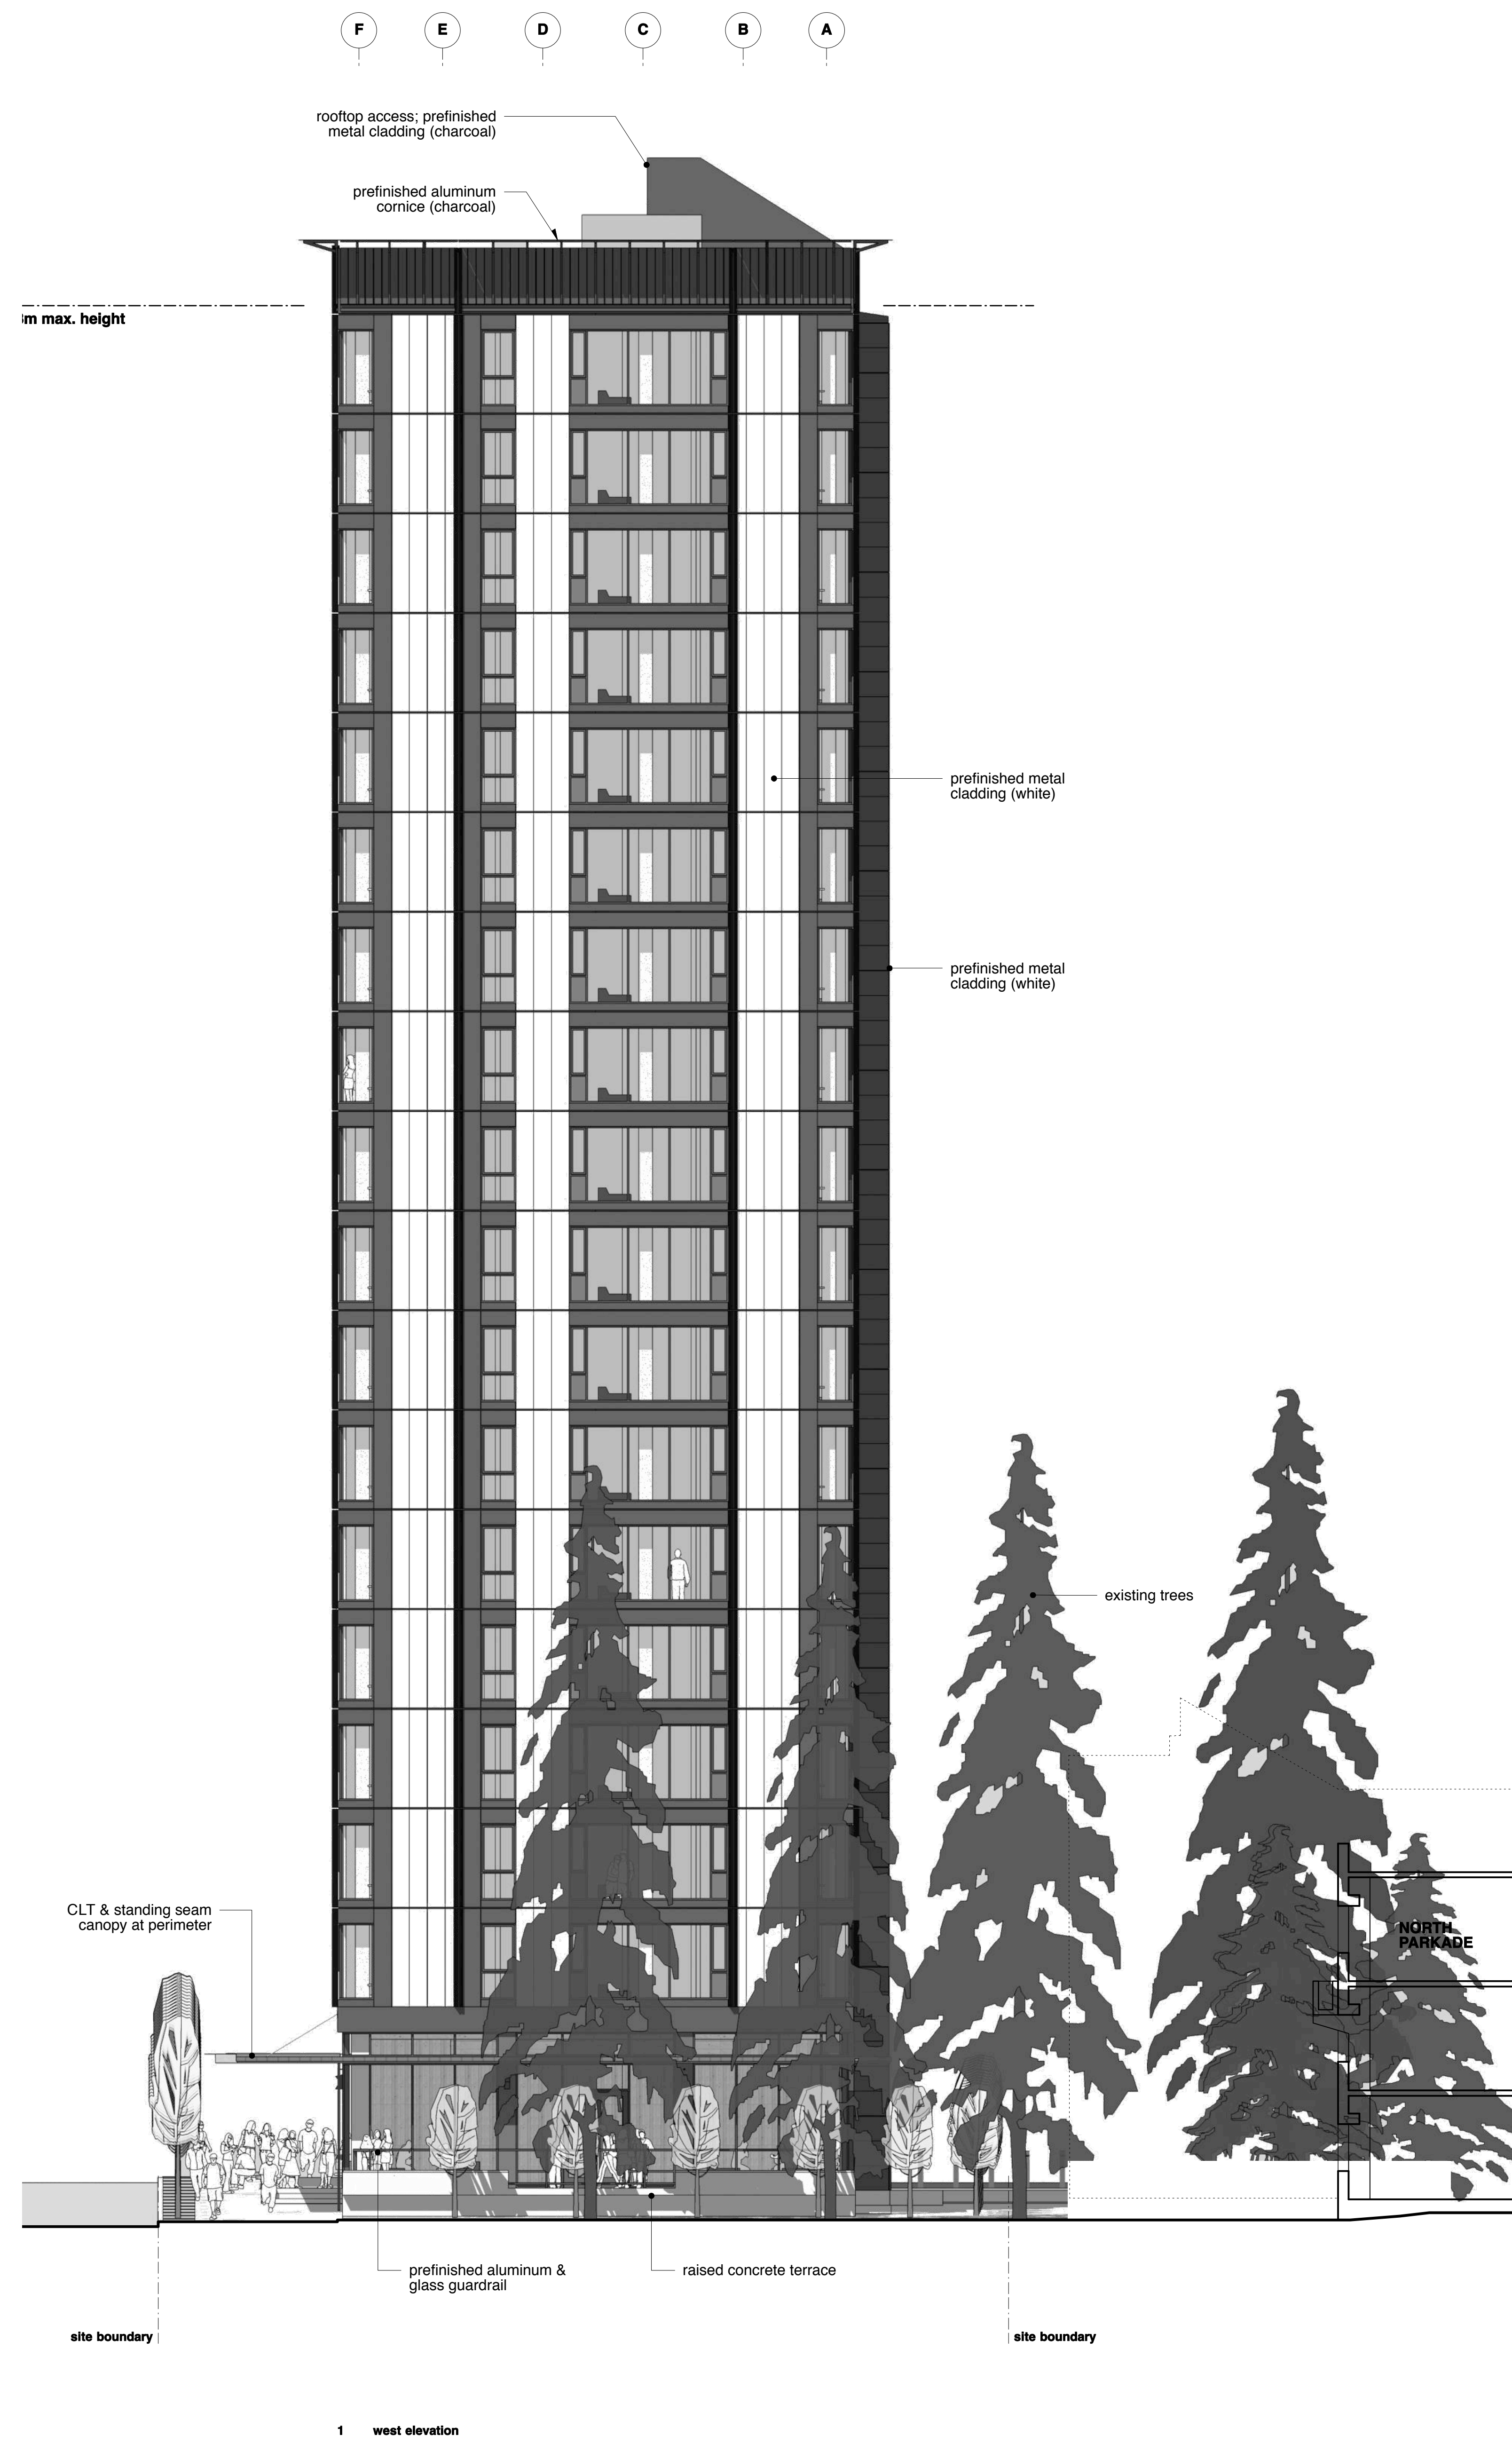 F E D C B A
rooftop access; prefinished
metal cladding (charcoal)
prefinished aluminum
cornice (charcoal)
m max. height
prefinished metal
cladding (white)
prefinished metal
cladding (white)
existing trees
CLT & standing seam
canopy at perimeter
NORTH
PARKADE
prefinished aluminum &
glass guardrail
raised concrete terrace
site boundary
site boundary
1 west elevation